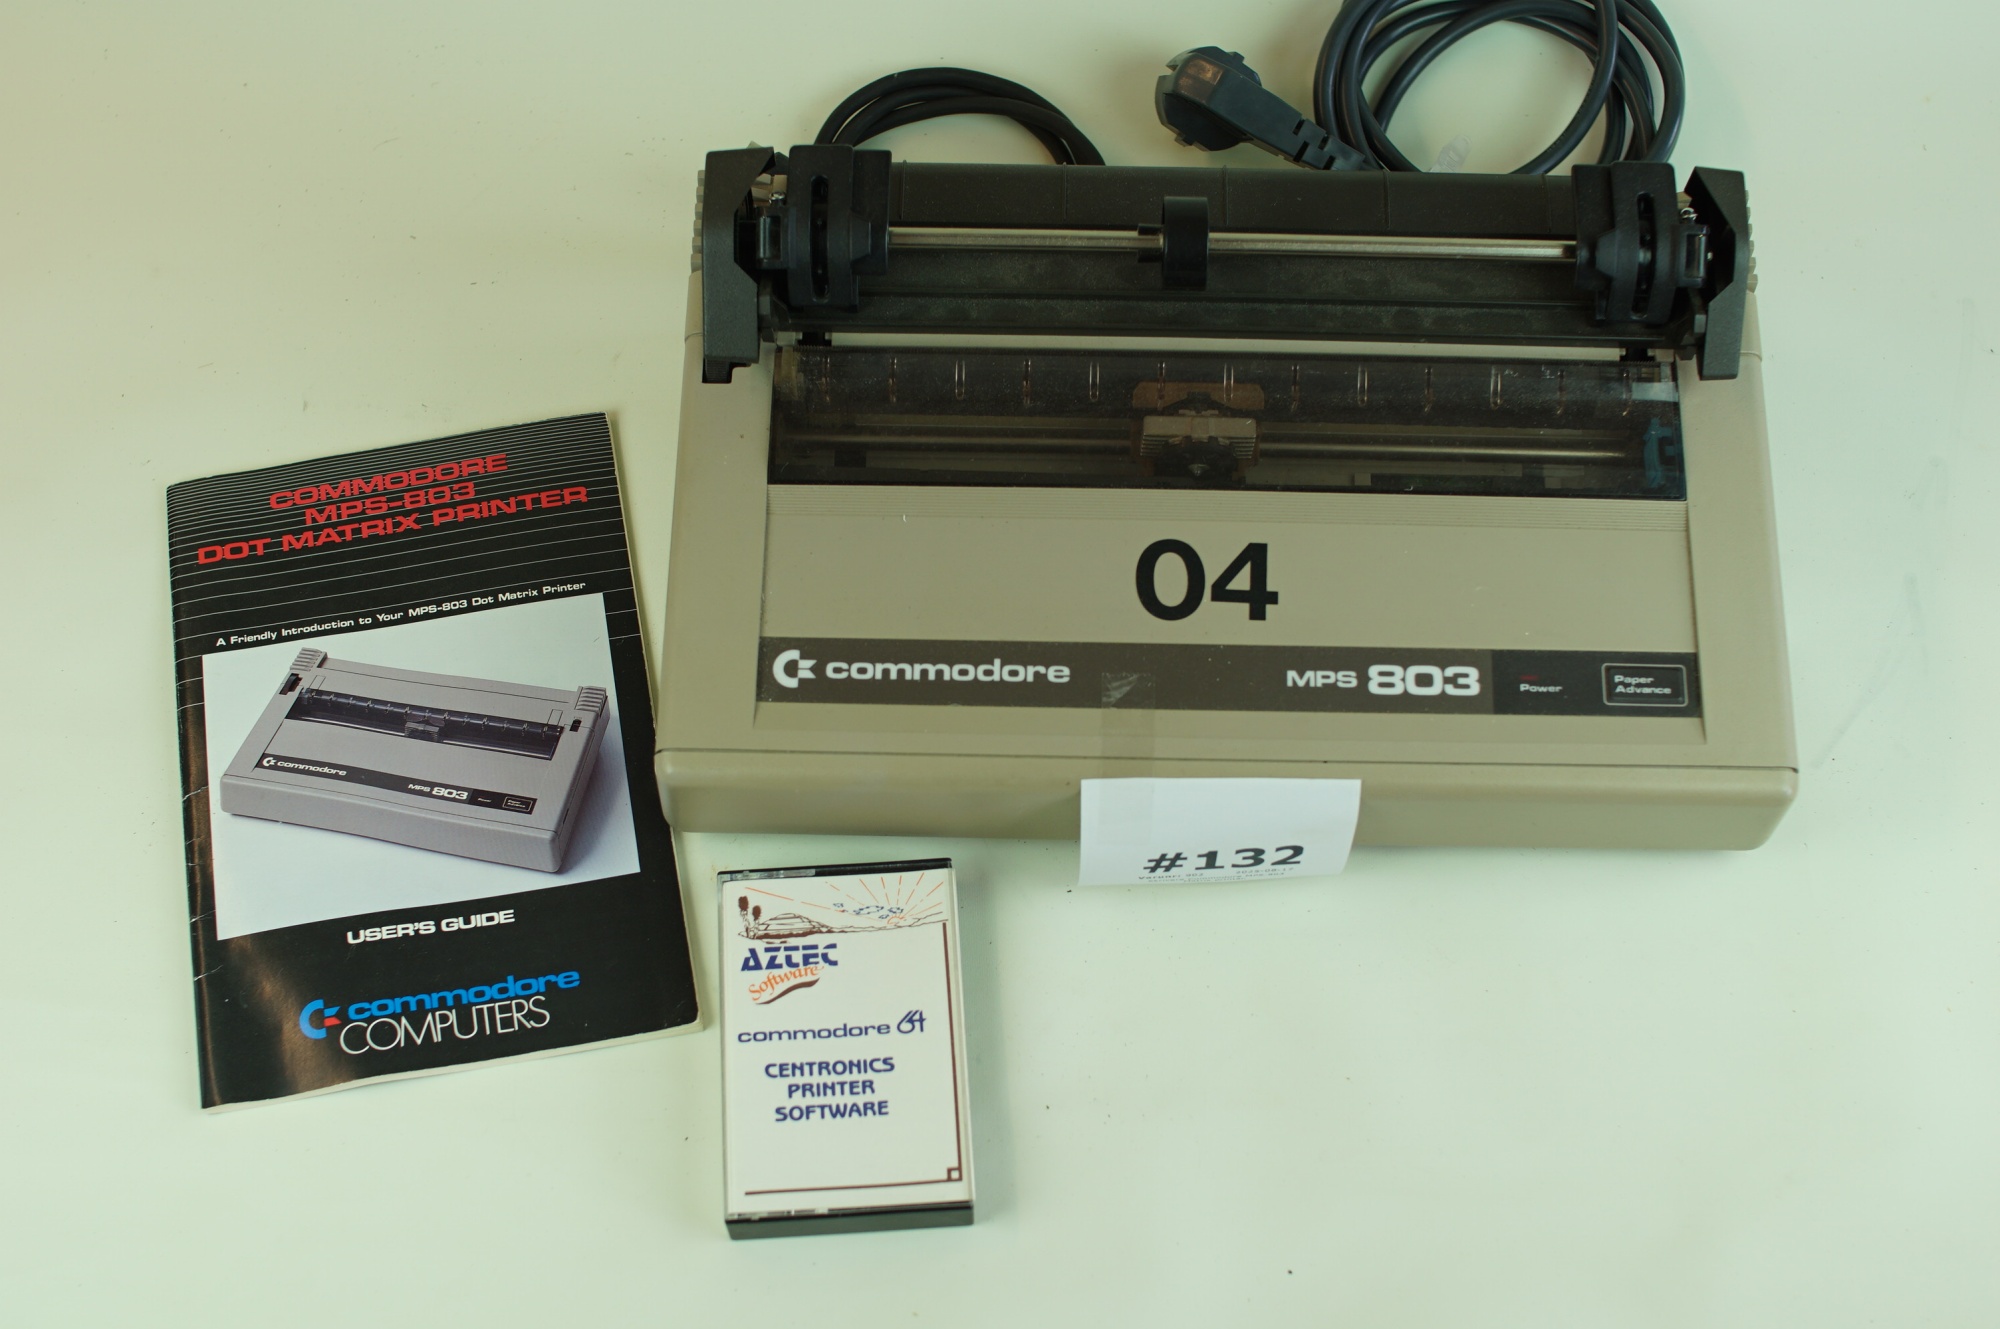 COMMODORE
MPS-803
DOT MATRIX PRINTER
A Friendly Introduction to Your MPS-803 Dot Matrix Printer
commodore
MPS 803
USER'S GUIDE
commodore
COMPUTERS
04
commodore
MPS 803
Power
Paper
Advance
#132
AZTEC
Software
commodore 64
CENTRONICS
PRINTER
SOFTWARE